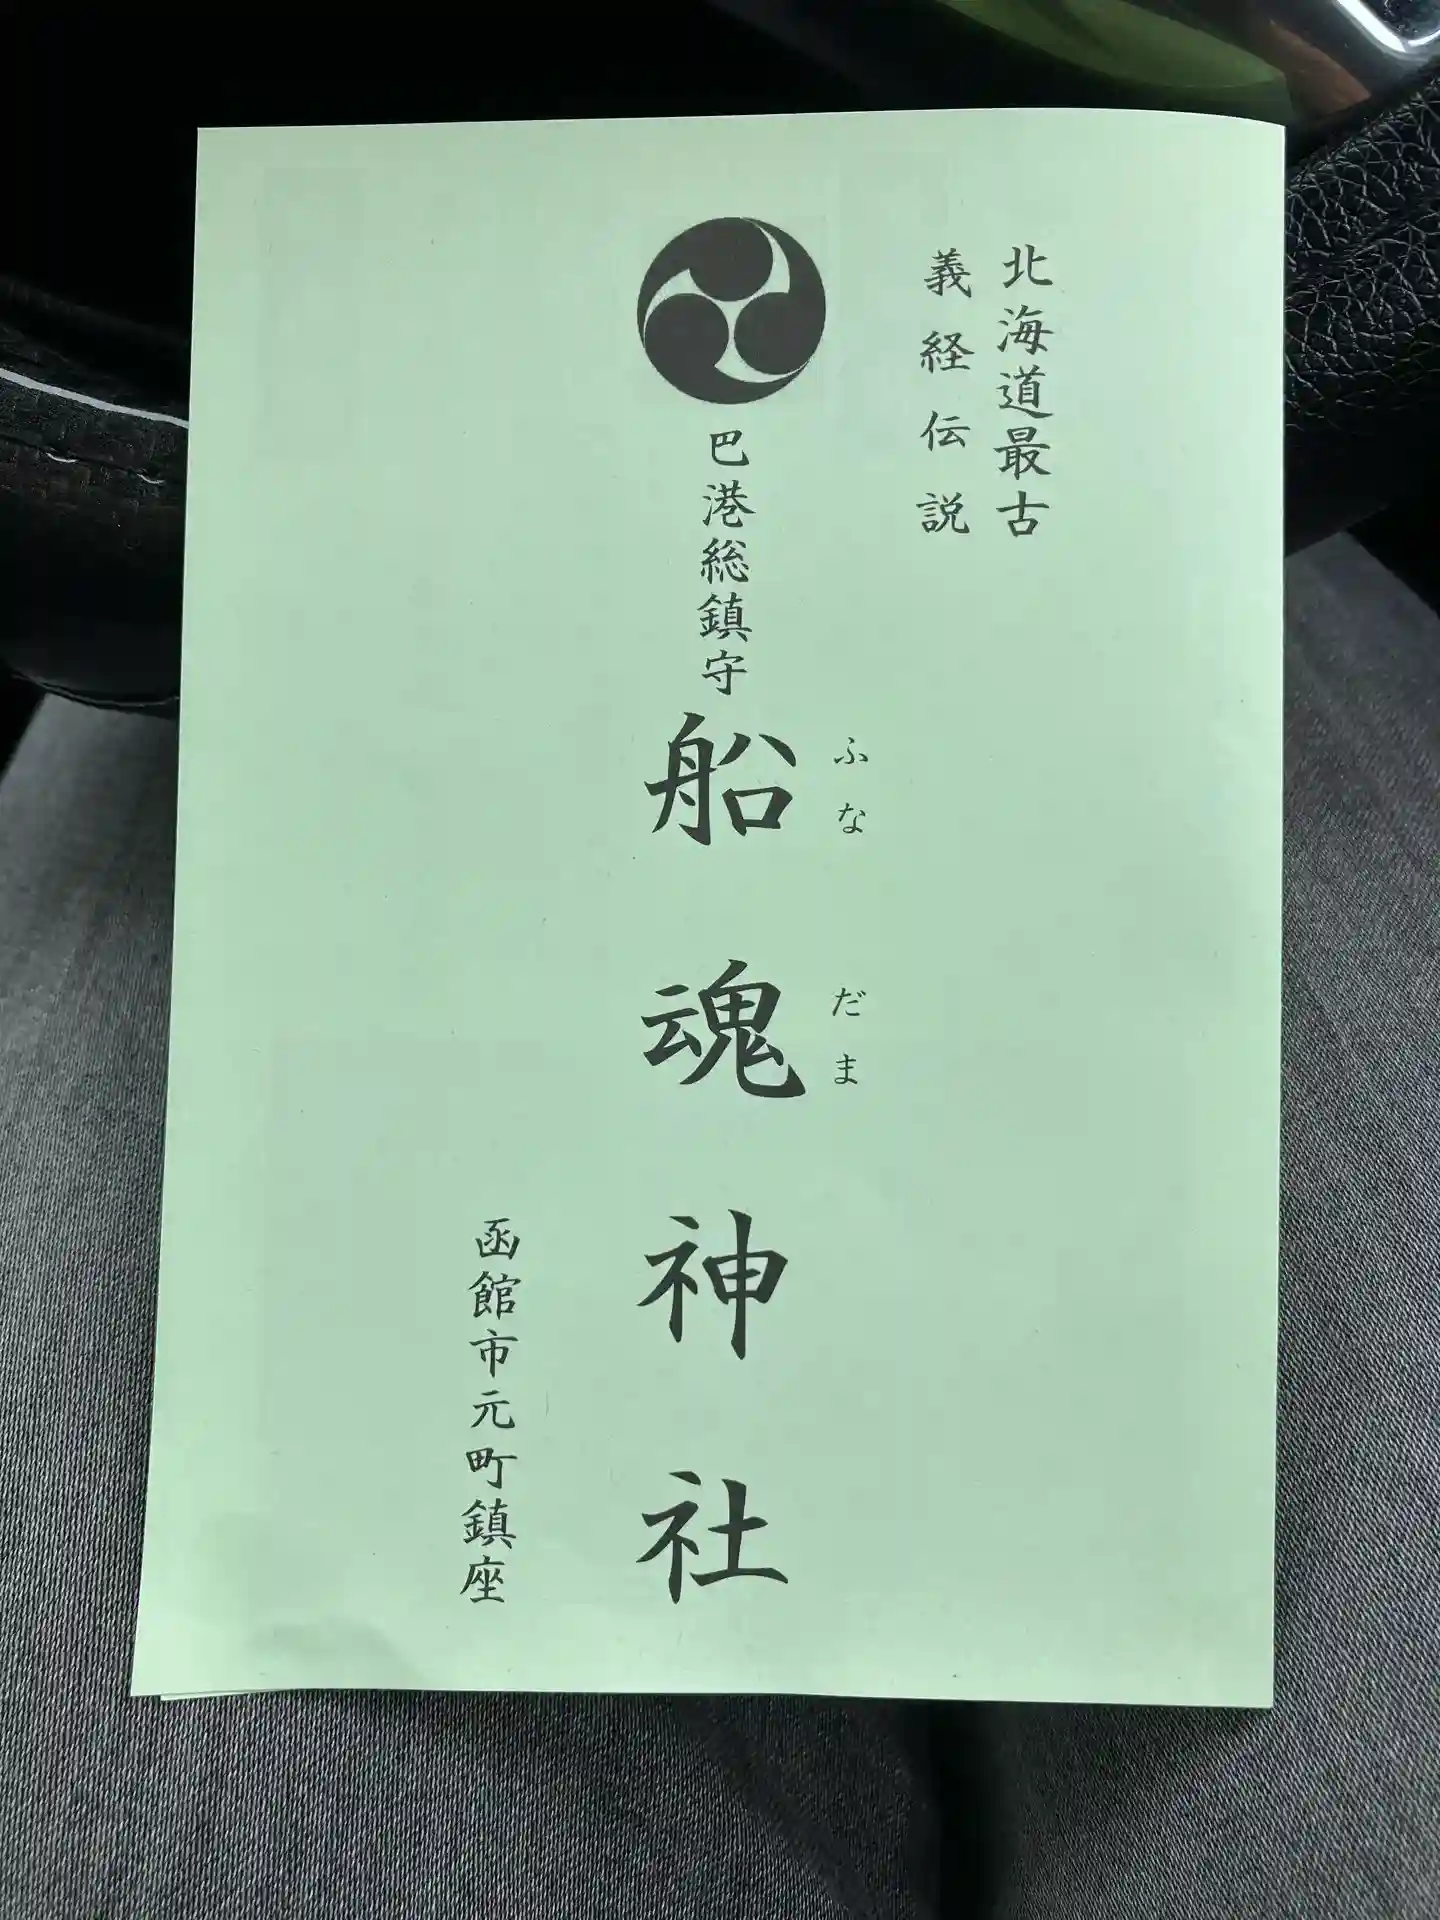 北海道最古
義経伝説
巴港総鎮守
船魂神社
ふなだま
函館市元町鎮座